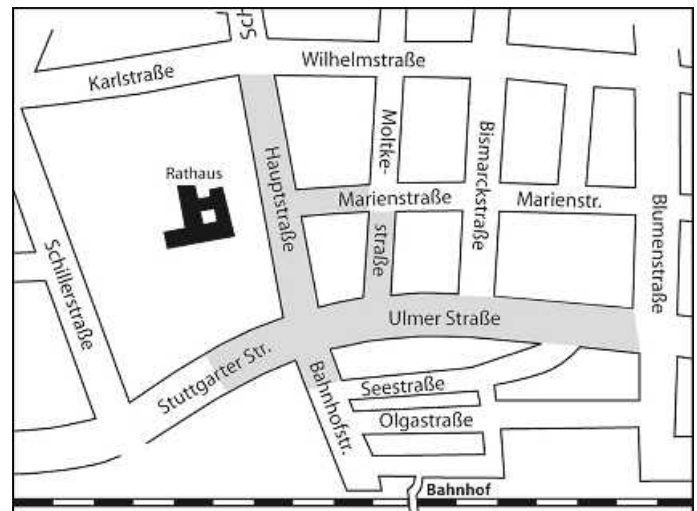 Karlstraße
Wilhelmstraße
Moltke-
straße
Bismarckstraße
Rathaus
Hauptstraße
Marienstraße
Marienstr.
Blumenstraße
Schillerstraße
Ulmer Straße
Stuttgarter Str.
Bahnhofstr.
Seestraße
Olgastraße
Bahnhof